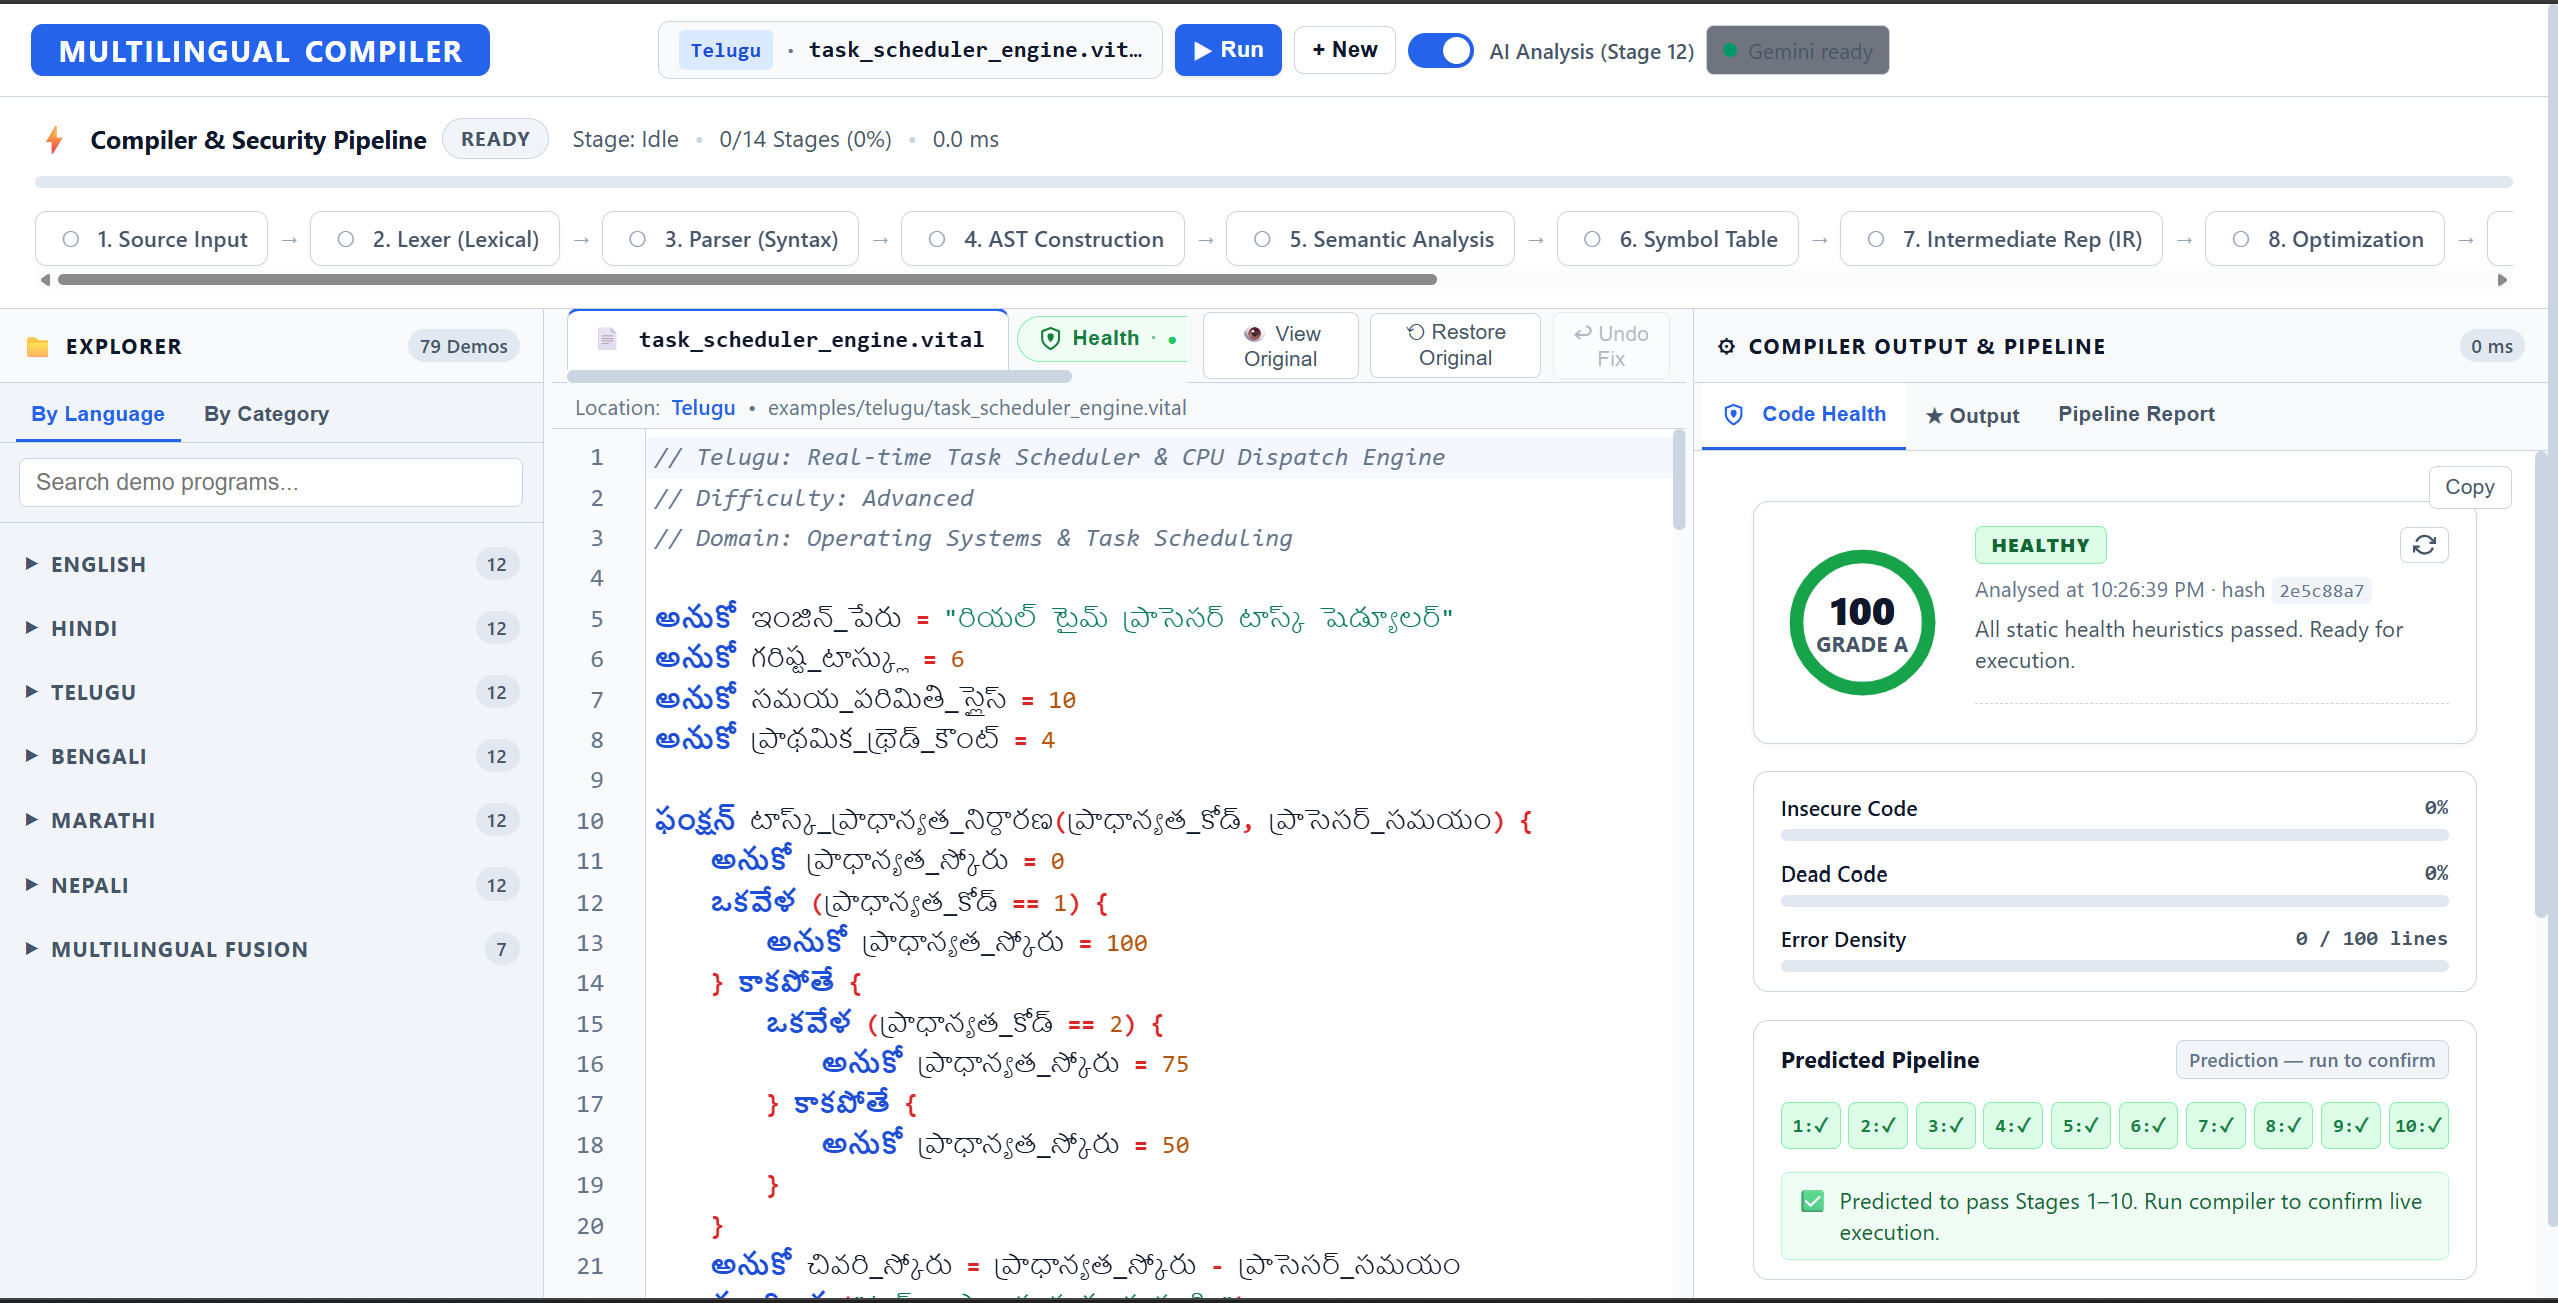 MULTILINGUAL COMPILER
Telugu · task_scheduler_engine.vit…
▶ Run
+ New
AI Analysis (Stage 12)
Gemini ready
Compiler & Security Pipeline
READY
Stage: Idle • 0/14 Stages (0%) • 0.0 ms
1. Source Input → 2. Lexer (Lexical) → 3. Parser (Syntax) → 4. AST Construction → 5. Semantic Analysis → 6. Symbol Table → 7. Intermediate Rep (IR) → 8. Optimization →
EXPLORER
79 Demos
By Language
By Category
Search demo programs...
ENGLISH 12
HINDI 12
TELUGU 12
BENGALI 12
MARATHI 12
NEPALI 12
MULTILINGUAL FUSION 7
task_scheduler_engine.vital
Health ·
View Original
Restore Original
Undo Fix
Location: Telugu • examples/telugu/task_scheduler_engine.vital
1 // Telugu: Real-time Task Scheduler & CPU Dispatch Engine
2 // Difficulty: Advanced
3 // Domain: Operating Systems & Task Scheduling
4
5 అనుకో ఇంజిన్_పేరు = "రియల్ టైమ్ ప్రాసెసర్ టాస్క్ షెడ్యూలర్"
6 అనుకో గరిష్ట_టాస్క్లు = 6
7 అనుకో సమయ_పరిమితి_స్లైస్ = 10
8 అనుకో ప్రాథమిక_థ్రెడ్_కౌంట్ = 4
9
10 ఫంక్షన్ టాస్క్_ప్రాధాన్యత_నిర్ధారణ(ప్రాధాన్యత_కోడ్, ప్రాసెసర్_సమయం) {
11 అనుకో ప్రాధాన్యత_స్కోరు = 0
12 ఒకవేళ (ప్రాధాన్యత_కోడ్ == 1) {
13 అనుకో ప్రాధాన్యత_స్కోరు = 100
14 } కాకపోతే {
15 ఒకవేళ (ప్రాధాన్యత_కోడ్ == 2) {
16 అనుకో ప్రాధాన్యత_స్కోరు = 75
17 } కాకపోతే {
18 అనుకో ప్రాధాన్యత_స్కోరు = 50
19 }
20 }
21 అనుకో చివరి_స్కోరు = ప్రాధాన్యత_స్కోరు - ప్రాసెసర్_సమయం
COMPILER OUTPUT & PIPELINE
0 ms
Code Health
★ Output
Pipeline Report
Copy
100
GRADE A
HEALTHY
Analysed at 10:26:39 PM · hash 2e5c88a7
All static health heuristics passed. Ready for
execution.
Insecure Code 0%
Dead Code 0%
Error Density 0 / 100 lines
Predicted Pipeline
Prediction — run to confirm
1:✓ 2:✓ 3:✓ 4:✓ 5:✓ 6:✓ 7:✓ 8:✓ 9:✓ 10:✓
Predicted to pass Stages 1–10. Run compiler to confirm live
execution.